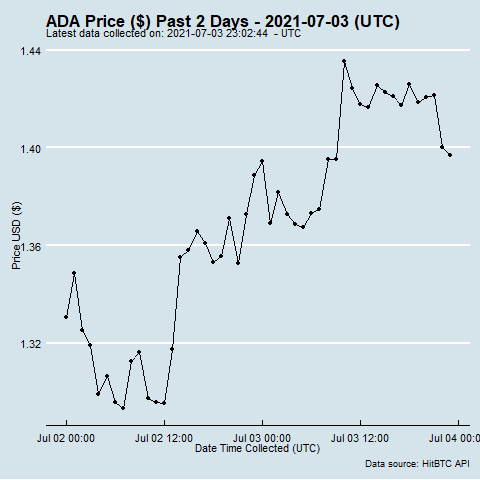 ADA Price ($) Past 2 Days - 2021-07-03 (UTC)
Latest data collected on: 2021-07-03 23:02:44 - UTC
1.44
1.40
1.36
1.32
Price USD ($)
Jul 02 00:00 Jul 02 12:00 Jul 03 00:00 Jul 03 12:00 Jul 04 00:0
Date Time Collected (UTC)
Data source: HitBTC API